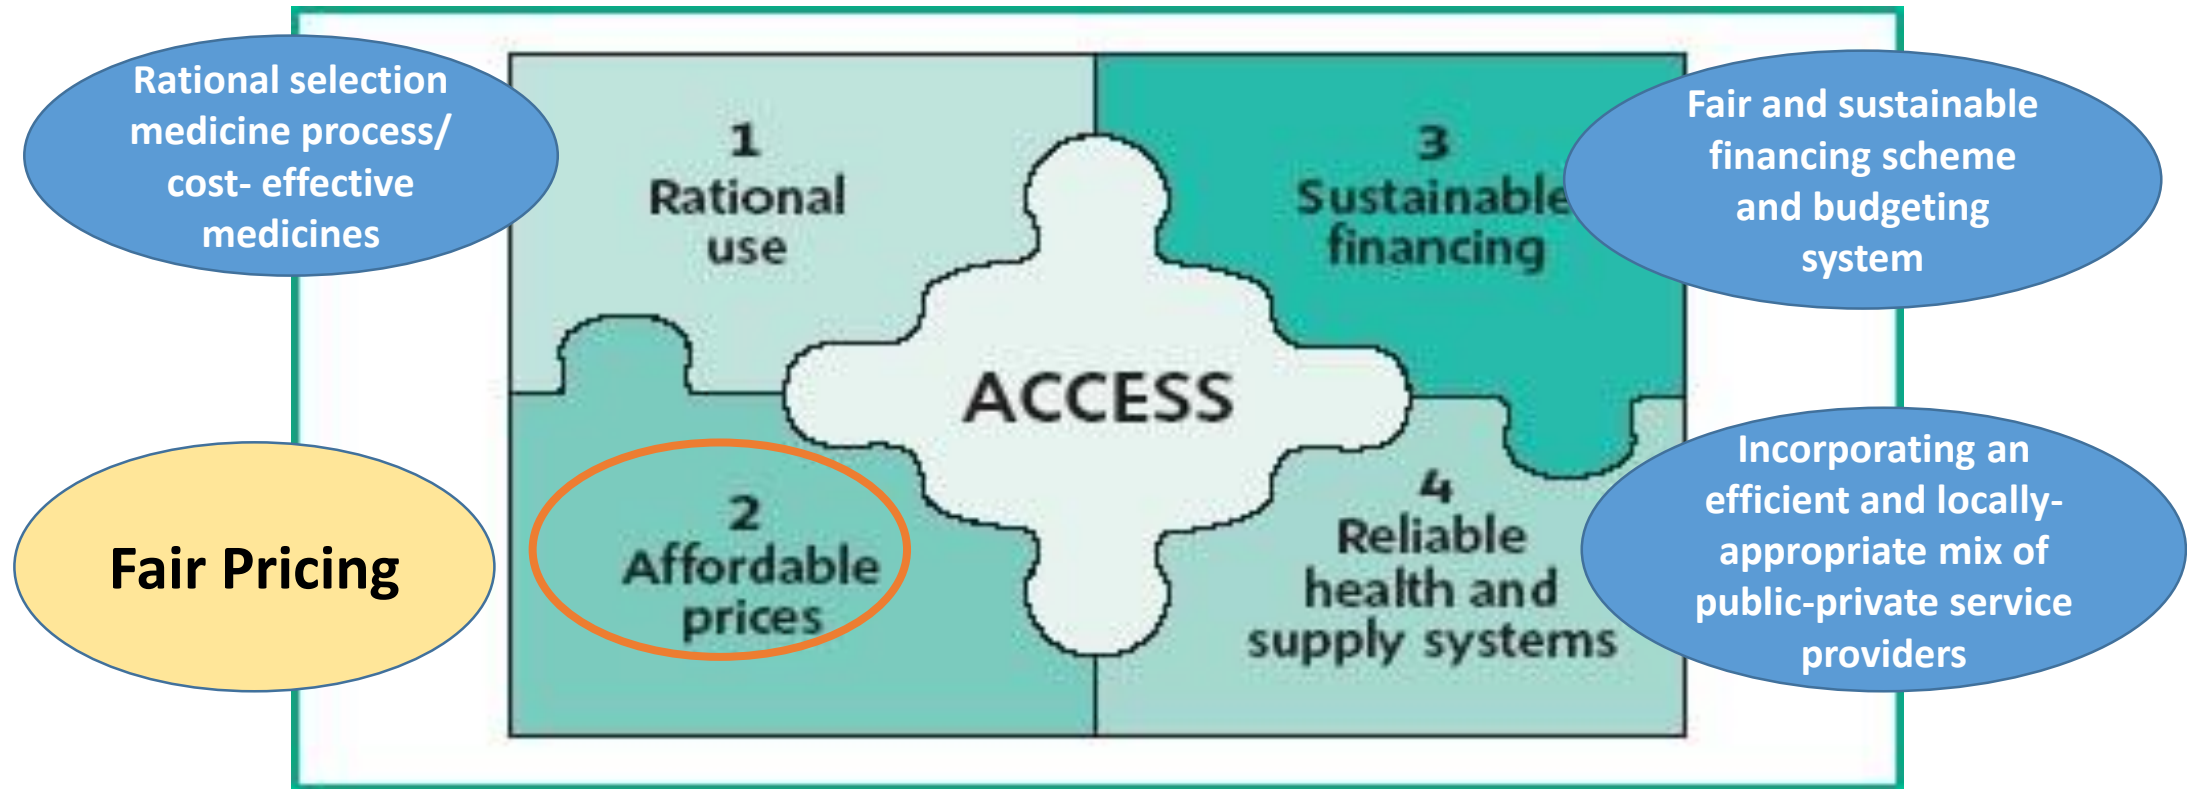 Rational selection
medicine process/
cost- effective
medicines
1
Rational
use
3
Sustainable
financing
Fair and sustainable
financing scheme
and budgeting
system
ACCESS
Fair Pricing
2
Affordable
prices
4
Reliable
health and
supply systems
Incorporating an
efficient and locally-
appropriate mix of
public-private service
providers